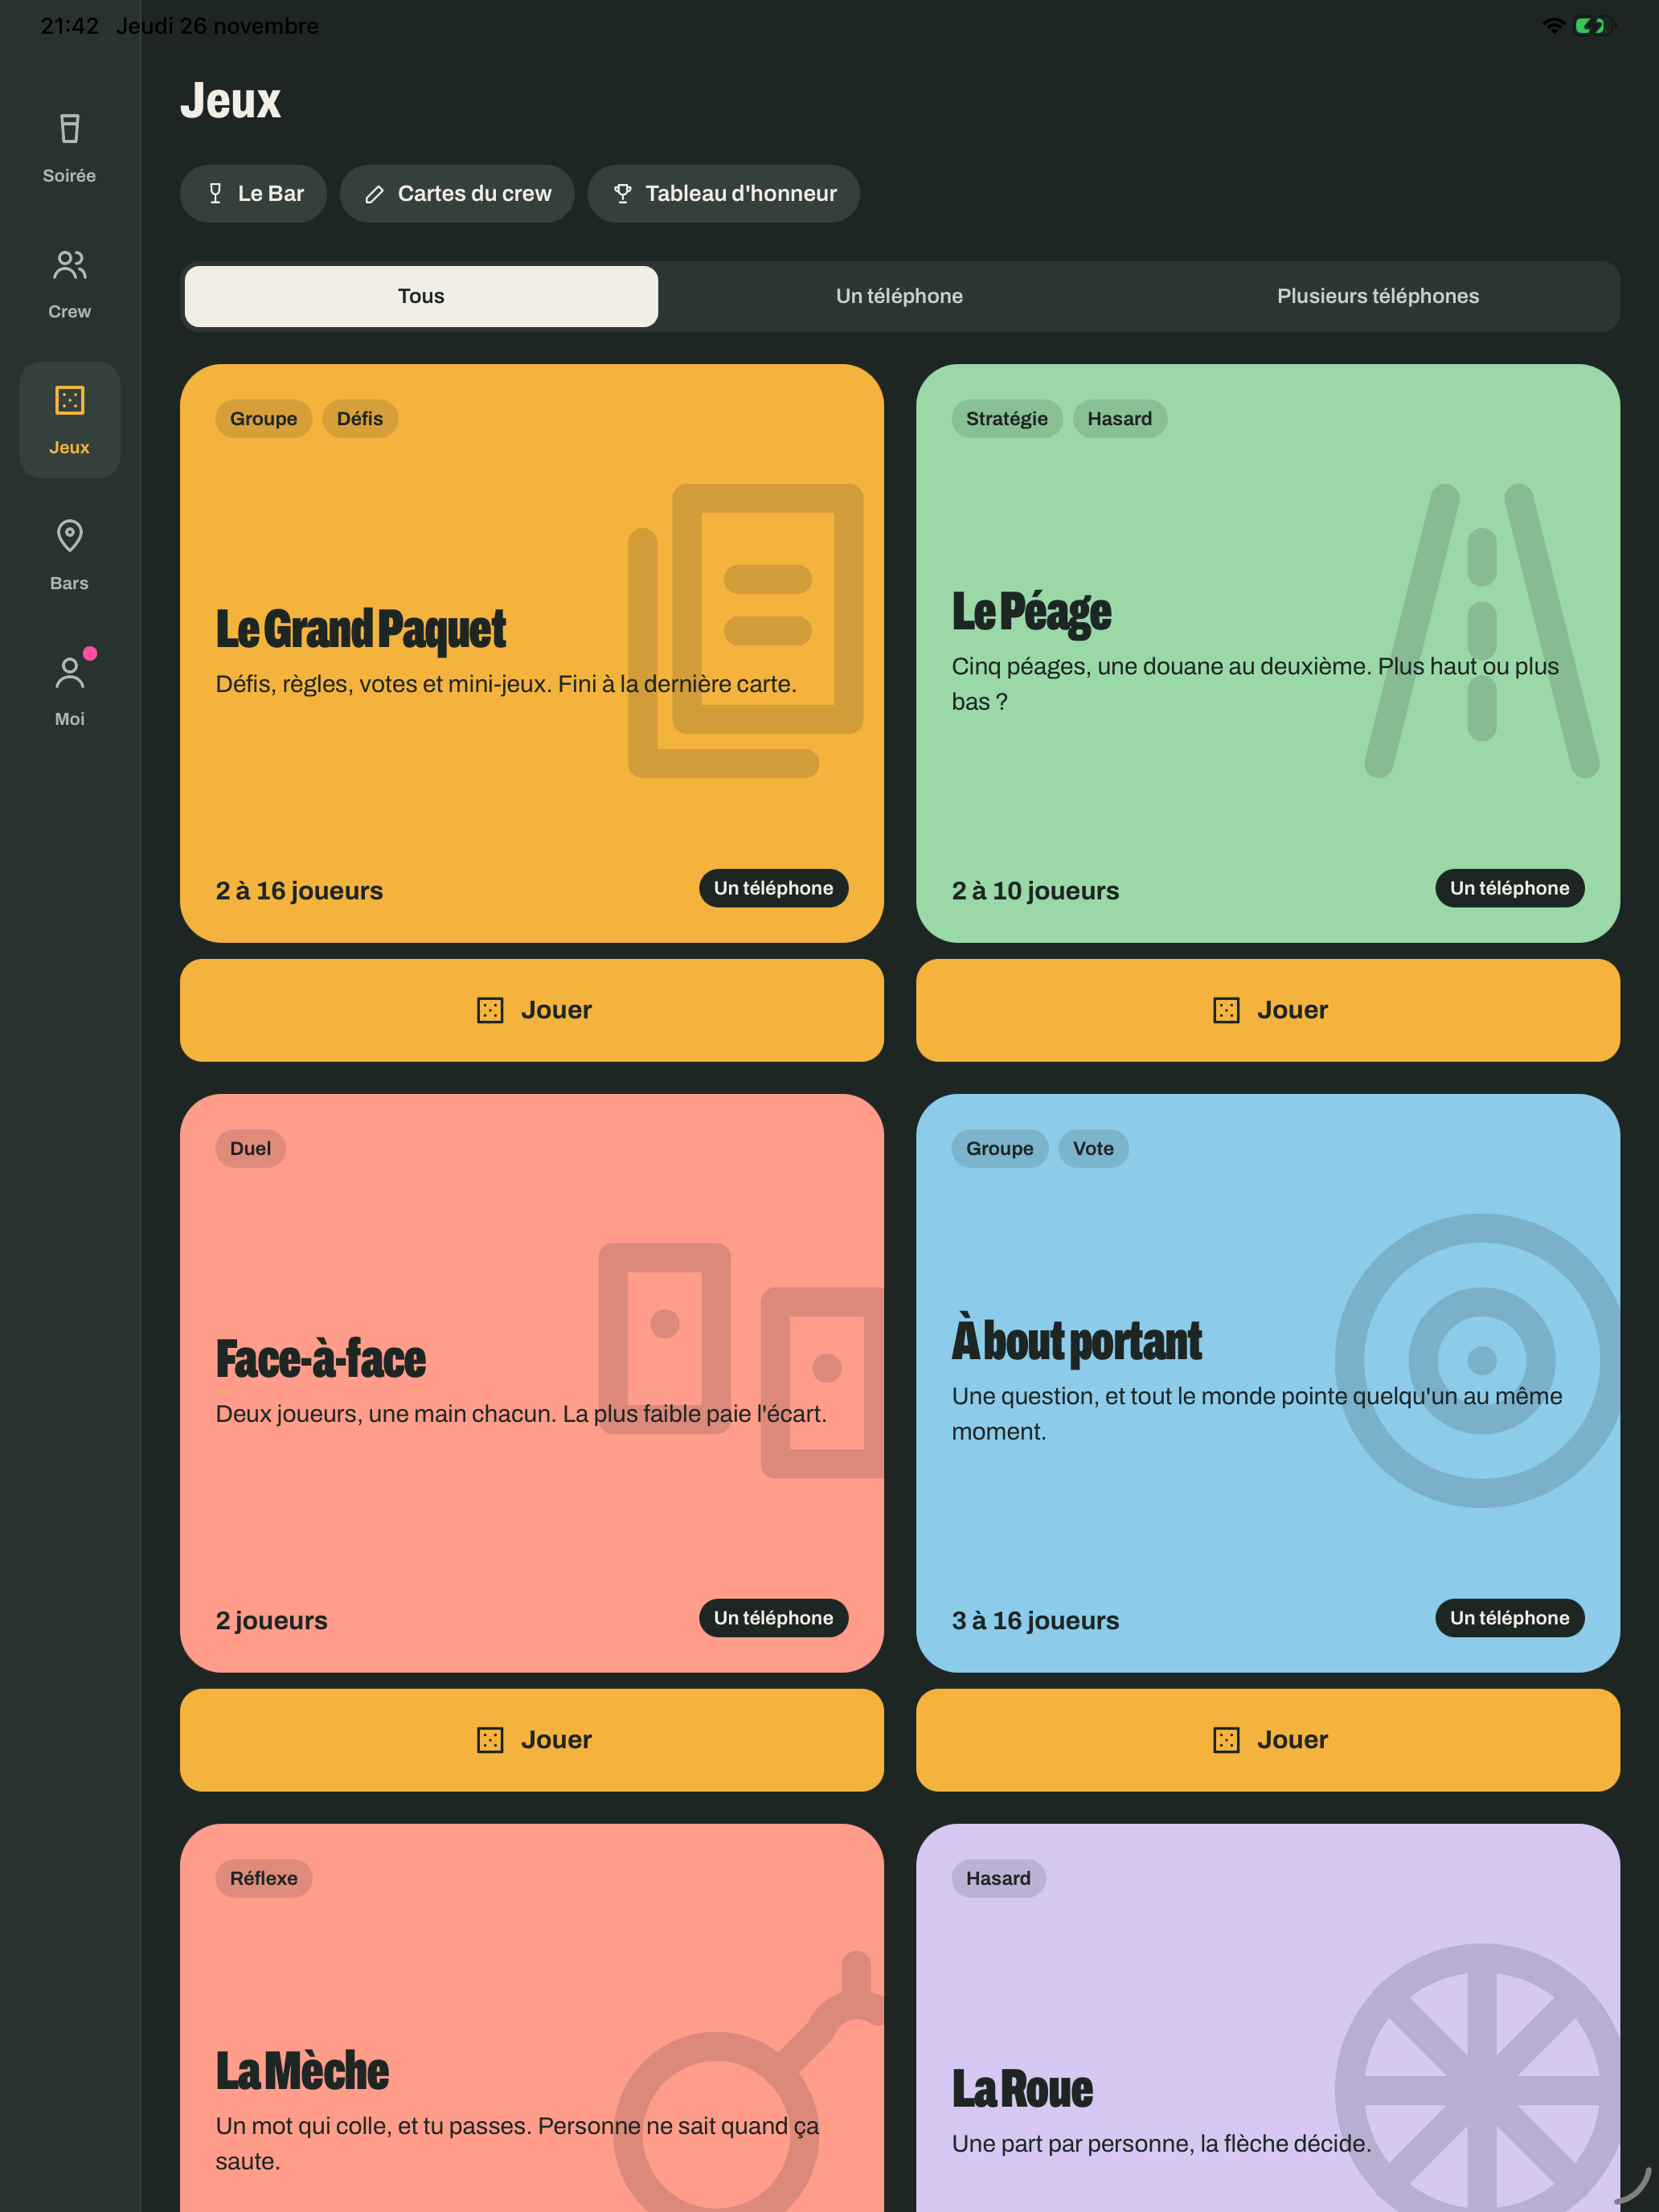 21:42 Jeudi 26 novembre
Jeux
Soirée
Crew
Jeux
Bars
Moi
Le Bar
Cartes du crew
Tableau d'honneur
Tous
Un téléphone
Plusieurs téléphones
Groupe
Défis
Le Grand Paquet
Défis, règles, votes et mini-jeux. Fini à la dernière carte.
2 à 16 joueurs
Un téléphone
Jouer
Stratégie
Hasard
Le Péage
Cinq péages, une douane au deuxième. Plus haut ou plus
bas ?
2 à 10 joueurs
Un téléphone
Jouer
Duel
Face-à-face
Deux joueurs, une main chacun. La plus faible paie l'écart.
2 joueurs
Un téléphone
Jouer
Groupe
Vote
À bout portant
Une question, et tout le monde pointe quelqu'un au même
moment.
3 à 16 joueurs
Un téléphone
Jouer
Réflexe
La Mèche
Un mot qui colle, et tu passes. Personne ne sait quand ça
saute.
Hasard
La Roue
Une part par personne, la flèche décide.